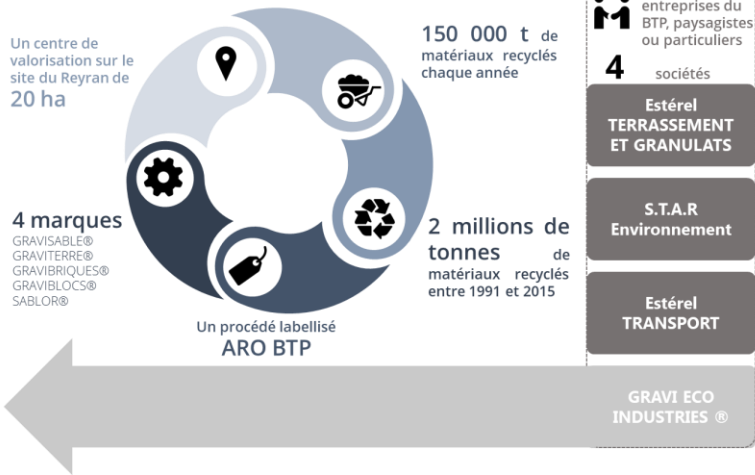 Un centre de
valorisation sur le
site du Reyran de
20 ha
150 000 t de
matériaux recyclés
chaque année
4 marques
GRAVISABLE®
GRAVITERRE®
GRAVIBRIQUES®
GRAVIBLOCS®
SABLOR®
2 millions de
tonnes de
matériaux recyclés
entre 1991 et 2015
Un procédé labellisé
ARO BTP
entreprises du
BTP, paysagistes
ou particuliers
4 sociétés
Estérel
TERRASSEMENT
ET GRANULATS
S.T.A.R
Environnement
Estérel
TRANSPORT
GRAVI ECO
INDUSTRIES ®